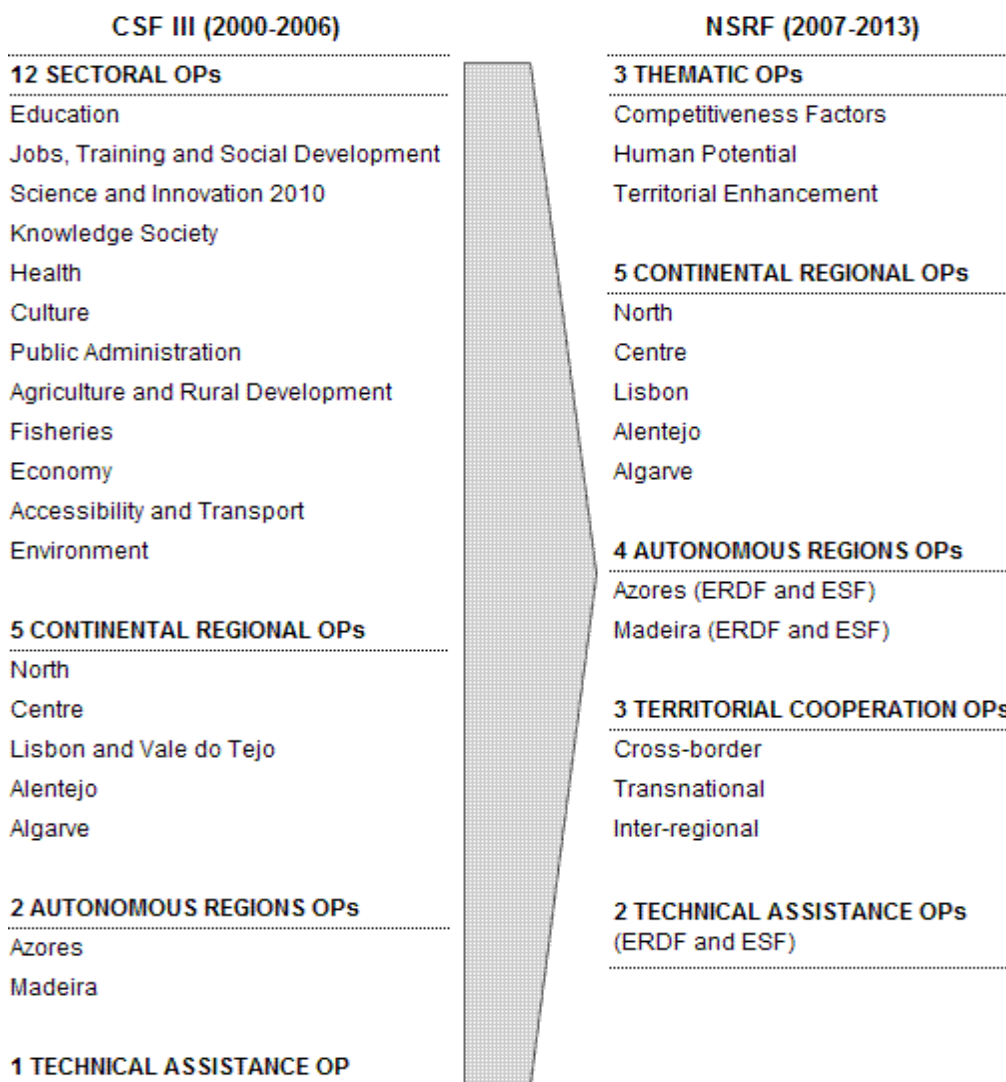 CSF III (2000-2006)
12 SECTORAL OPs
Education
Jobs, Training and Social Development
Science and Innovation 2010
Knowledge Society
Health
Culture
Public Administration
Agriculture and Rural Development
Fisheries
Economy
Accessibility and Transport
Environment
5 CONTINENTAL REGIONAL OPs
North
Centre
Lisbon and Vale do Tejo
Alentejo
Algarve
2 AUTONOMOUS REGIONS OPs
Azores
Madeira
1 TECHNICAL ASSISTANCE OP
NSRF (2007-2013)
3 THEMATIC OPs
Competitiveness Factors
Human Potential
Territorial Enhancement
5 CONTINENTAL REGIONAL OPs
North
Centre
Lisbon
Alentejo
Algarve
4 AUTONOMOUS REGIONS OPs
Azores (ERDF and ESF)
Madeira (ERDF and ESF)
3 TERRITORIAL COOPERATION OPs
Cross-border
Transnational
Inter-regional
2 TECHNICAL ASSISTANCE OPs
(ERDF and ESF)